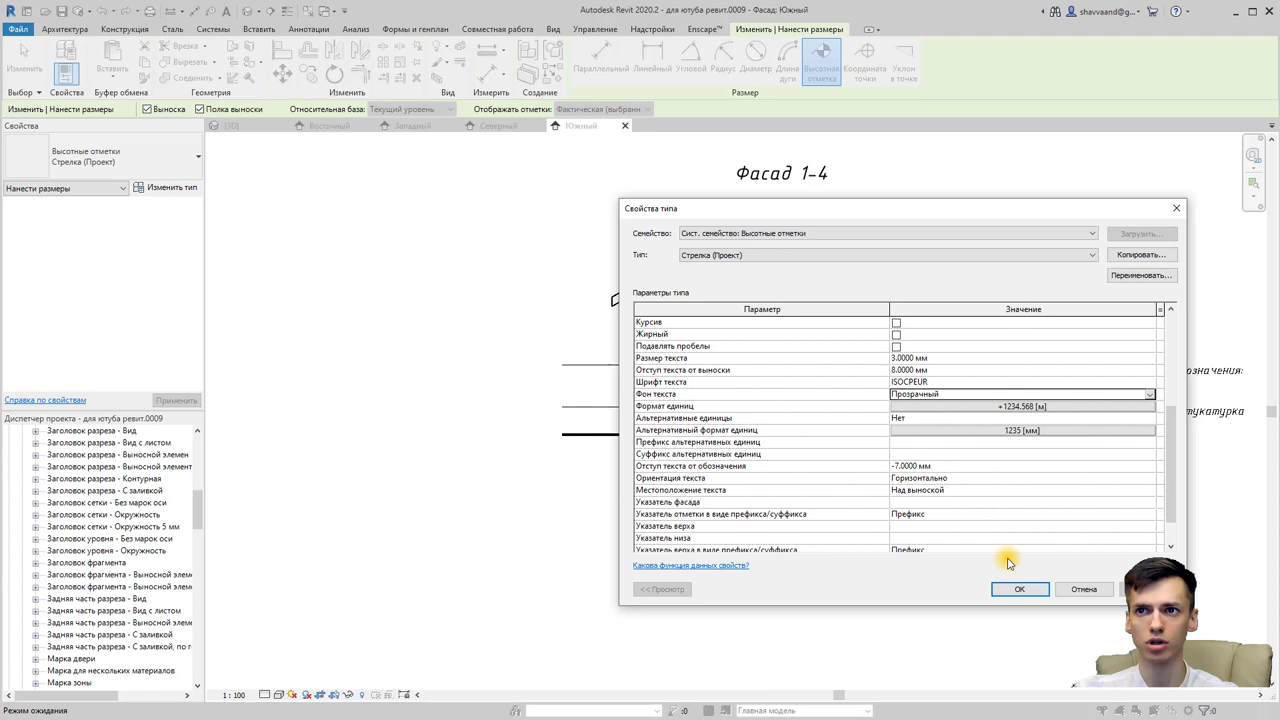 Autodesk Revit 2020.2 - для ютуба ревит.0009 - Фасад: Южный
shavvaand@g...
Файл Архитектура Конструкция Сталь Системы Вставить Аннотации Анализ Формы и генплан Совместная работа Вид Управление Надстройки Enscape™ Изменить | Нанести размеры
Врезка
Вырезание
Соединить
Изменить Вставить Параллельный Линейный Угловой Радиус Диаметр Длина дуги Высотная отметка Координата точки Уклон в точке
Выбор Свойства Буфер обмена Геометрия Изменить Вид Измерить Создание Размер
Изменить | Нанести размеры Выноска Полка выноски Относительная база: Текущий уровень Отображать отметки: Фактическая (выбранн
Свойства
{3D} Восточный Западный Северный Южный
Высотные отметки
Стрелка (Проект)
Нанести размеры Изменить тип
Справка по свойствам Применить
Диспетчер проекта - для ютуба ревит.0009
Заголовок разреза - Вид
Заголовок разреза - Вид с листом
Заголовок разреза - Выносной элемен
Заголовок разреза - Выносной элемент
Заголовок разреза - Контурная
Заголовок разреза - С заливкой
Заголовок сетки - Без марок оси
Заголовок сетки - Окружность
Заголовок сетки - Окружность 5 мм
Заголовок уровня - Без марок оси
Заголовок уровня - Окружность
Заголовок фрагмента
Заголовок фрагмента - Выносной элеме
Заголовок фрагмента - Выносной элеме
Задняя часть разреза - Вид
Задняя часть разреза - Вид с листом
Задняя часть разреза - Выносной элеме
Задняя часть разреза - С заливкой
Задняя часть разреза - С заливкой, по г
Марка двери
Марка для нескольких материалов
Марка зоны
Фасад 1-4
Свойства типа
Семейство: Сист. семейство: Высотные отметки Загрузить...
Тип: Стрелка (Проект) Копировать...
Переименовать...
Параметры типа
Параметр Значение =
Курсив
Жирный
Подавлять пробелы
Размер текста 3.0000 мм
Отступ текста от выноски 8.0000 мм
Шрифт текста ISOCPEUR
Фон текста Прозрачный
Формат единиц +1234.568 [м]
Альтернативные единицы Нет
Альтернативный формат единиц 1235 [мм]
Префикс альтернативных единиц
Суффикс альтернативных единиц
Отступ текста от обозначения -7.0000 мм
Ориентация текста Горизонтально
Местоположение текста Над выноской
Указатель фасада
Указатель отметки в виде префикса/суффикса Префикс
Указатель верха
Указатель низа
Указатель верха в виде префикса/суффикса Префикс
Какова функция данных свойств?
<< Просмотр OK Отмена
означения:
тукатурка
1 : 100
Режим ожидания :0 Главная модель :0